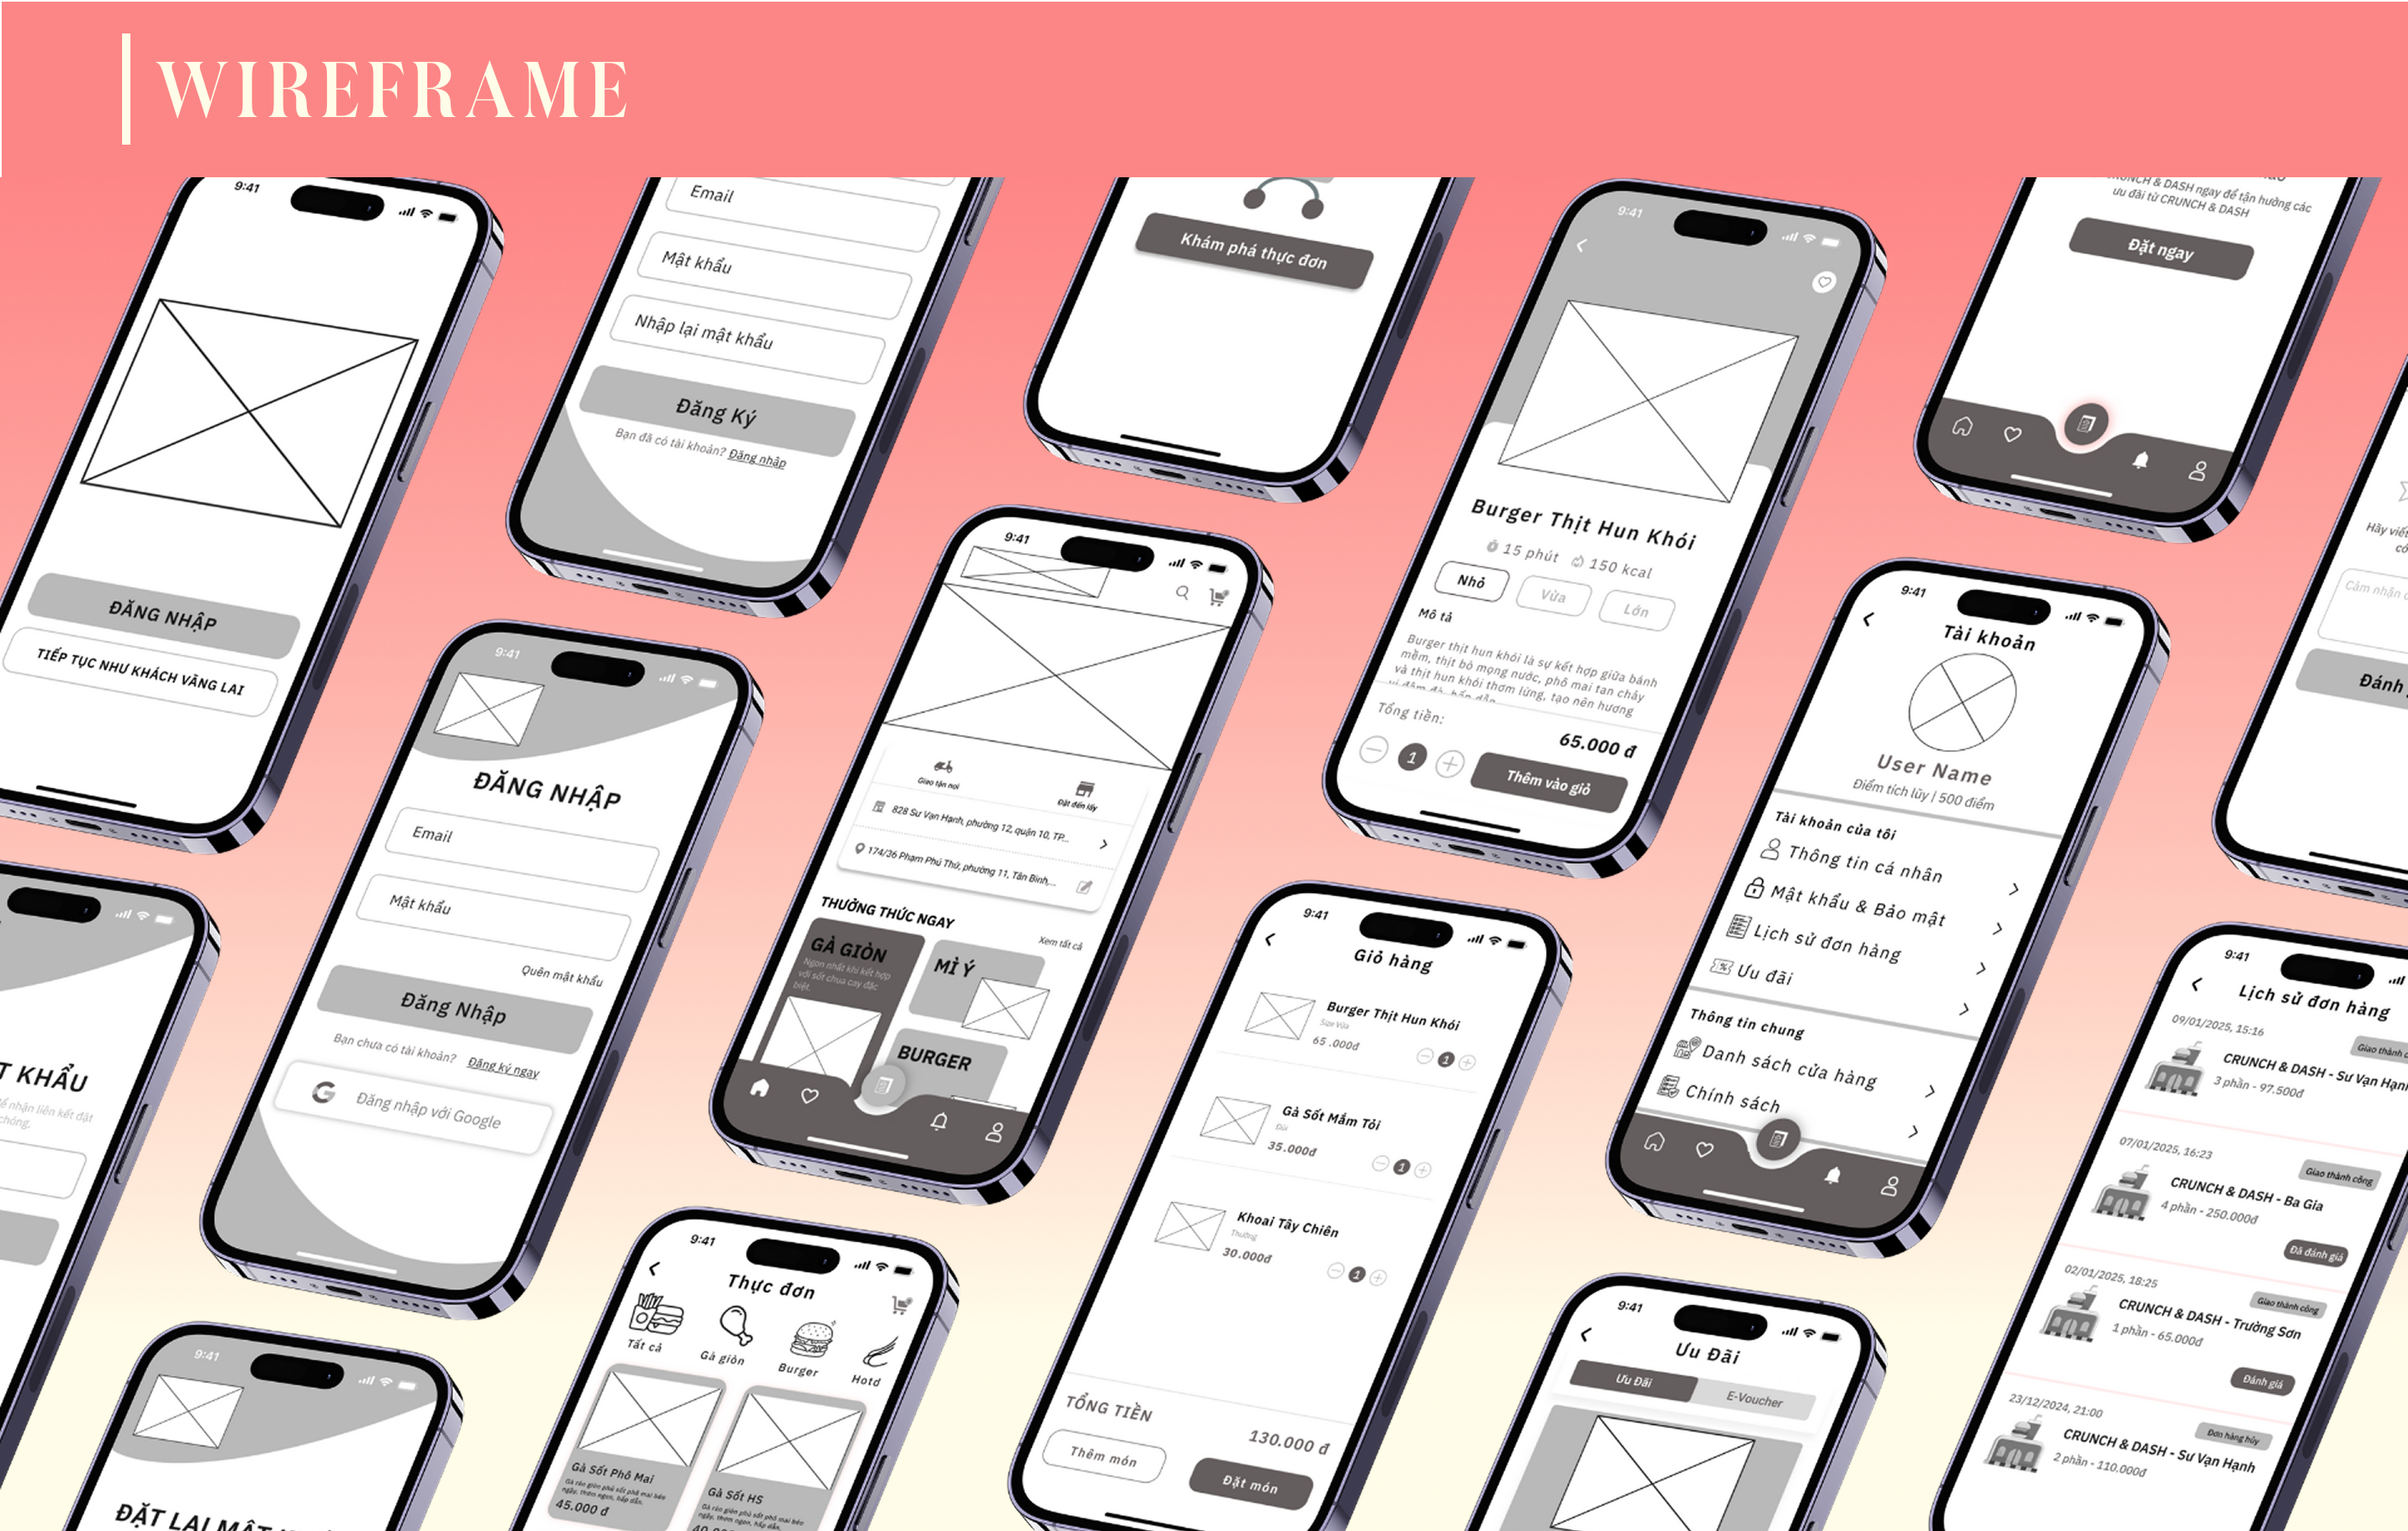 WIREFRAME
9:41
ĐĂNG NHẬP
TIẾP TỤC NHƯ KHÁCH VÃNG LAI
Email
Mật khẩu
Nhập lại mật khẩu
Đăng Ký
Bạn đã có tài khoản? Đăng nhập
Khám phá thực đơn
9:41
Burger Thịt Hun Khói
15 phút 150 kcal
Nhỏ
Vừa
Lớn
Mô tả
Burger thịt hun khói là sự kết hợp giữa bánh
mềm, thịt bò mọng nước, phô mai tan chảy
và thịt hun khói thơm lừng, tạo nên hương
Tổng tiền:
65.000 đ
1
Thêm vào giỏ
CRUNCH & DASH ngay để tận hưởng các
ưu đãi từ CRUNCH & DASH
Đặt ngay
Hãy viết
Cảm nhận
Đánh
T KHẨU
để nhận liên kết đặt
chóng.
9:41
ĐĂNG NHẬP
Email
Mật khẩu
Quên mật khẩu
Đăng Nhập
Bạn chưa có tài khoản? Đăng ký ngay
G Đăng nhập với Google
9:41
Giao tận nơi
Đặt đến lấy
828 Sư Vạn Hạnh, phường 12, quận 10, TP...
174/36 Phạm Phú Thứ, phường 11, Tân Bình,...
THƯỞNG THỨC NGAY
Xem tất cả
GÀ GIÒN
Ngon nhất khi kết hợp
với sốt chua cay đặc
biệt.
MÌ Ý
BURGER
9:41
Giỏ hàng
Burger Thịt Hun Khói
Size Vừa
65 .000đ
1
Gà Sốt Mắm Tỏi
Đùi
35.000đ
1
Khoai Tây Chiên
Thường
30.000đ
1
TỔNG TIỀN
130.000 đ
Thêm món
Đặt món
9:41
Tài khoản
User Name
Điểm tích lũy | 500 điểm
Tài khoản của tôi
Thông tin cá nhân
Mật khẩu & Bảo mật
Lịch sử đơn hàng
Ưu đãi
Thông tin chung
Danh sách cửa hàng
Chính sách
9:41
Lịch sử đơn hàng
09/01/2025, 15:16
Giao thành
CRUNCH & DASH - Sư Vạn Hạnh
3 phần - 97.500đ
07/01/2025, 16:23
Giao thành công
CRUNCH & DASH - Ba Gia
4 phần - 250.000đ
Đã đánh giá
02/01/2025, 18:25
Giao thành công
CRUNCH & DASH - Trường Sơn
1 phần - 65.000đ
Đánh giá
23/12/2024, 21:00
Đơn hàng hủy
CRUNCH & DASH - Sư Vạn Hạnh
2 phần - 110.000đ
9:41
ĐẶT LẠI MẬT
9:41
Thực đơn
Tất cả
Gà giòn
Burger
Hotd
Gà Sốt Phô Mai
Gà rán giòn phủ sốt phô mai béo
ngậy, thơm ngon, hấp dẫn.
45.000 đ
Gà Sốt HS
Gà rán giòn phủ sốt phô mai béo
ngậy, thơm ngon, hấp dẫn.
9:41
Ưu Đãi
Ưu Đãi
E-Voucher